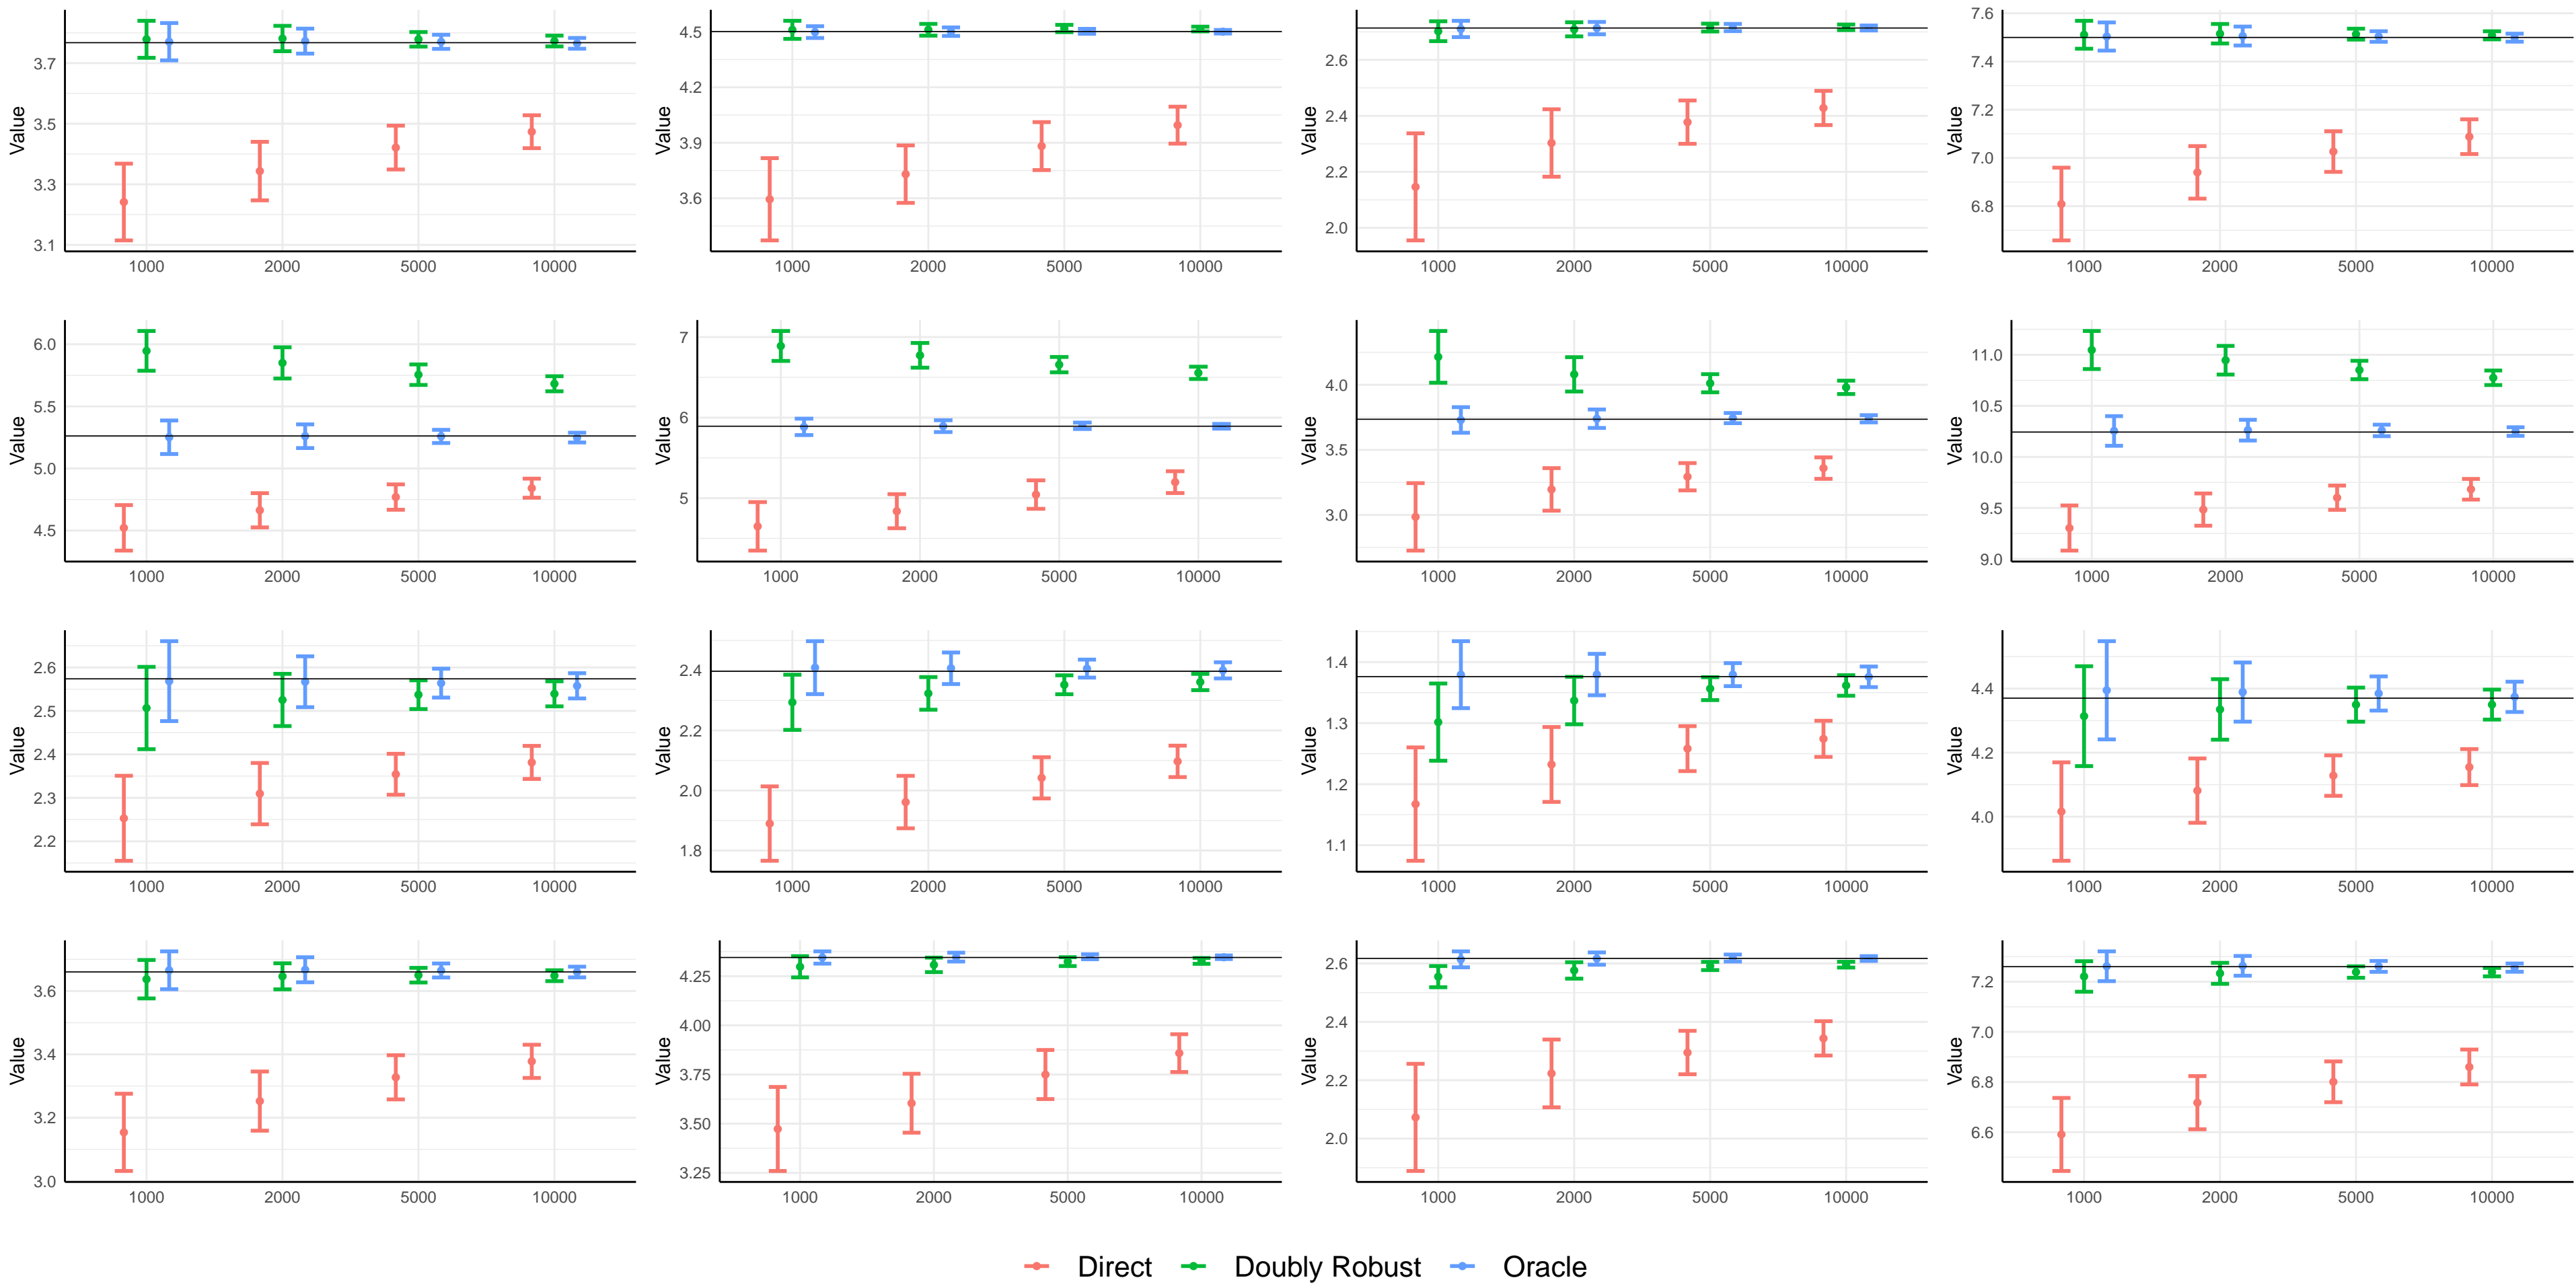 Value 3.7 3.5 3.3 3.1 1000 2000 5000 10000
Value 4.5 4.2 3.9 3.6 1000 2000 5000 10000
Value 2.6 2.4 2.2 2.0 1000 2000 5000 10000
Value 7.6 7.4 7.2 7.0 6.8 1000 2000 5000 10000
Value 6.0 5.5 5.0 4.5 1000 2000 5000 10000
Value 7 6 5 1000 2000 5000 10000
Value 4.0 3.5 3.0 1000 2000 5000 10000
Value 11.0 10.5 10.0 9.5 9.0 1000 2000 5000 10000
Value 2.6 2.5 2.4 2.3 2.2 1000 2000 5000 10000
Value 2.4 2.2 2.0 1.8 1000 2000 5000 10000
Value 1.4 1.3 1.2 1.1 1000 2000 5000 10000
Value 4.4 4.2 4.0 1000 2000 5000 10000
Value 3.6 3.4 3.2 3.0 1000 2000 5000 10000
Value 4.25 4.00 3.75 3.50 3.25 1000 2000 5000 10000
Value 2.6 2.4 2.2 2.0 1000 2000 5000 10000
Value 7.2 7.0 6.8 6.6 1000 2000 5000 10000
Direct Doubly Robust Oracle